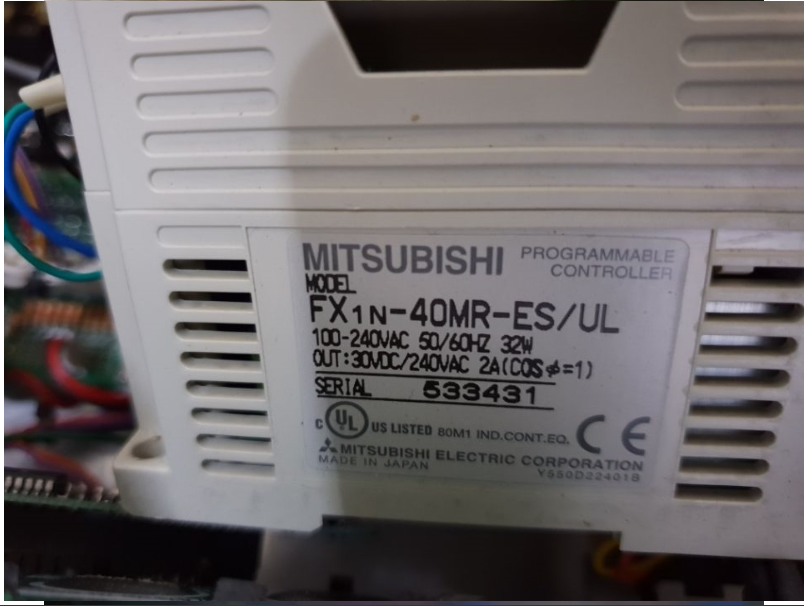 MITSUBISHI PROGRAMMABLE CONTROLLER
MODEL
FX1N-40MR-ES/UL
100-240VAC 50/60HZ 32W
OUT:30VDC/240VAC 2A(COSφ=1)
SERIAL 533431
C UL US LISTED 80M1 IND.CONT.EQ. CE
MITSUBISHI ELECTRIC CORPORATION
MADE IN JAPAN Y550D22401B